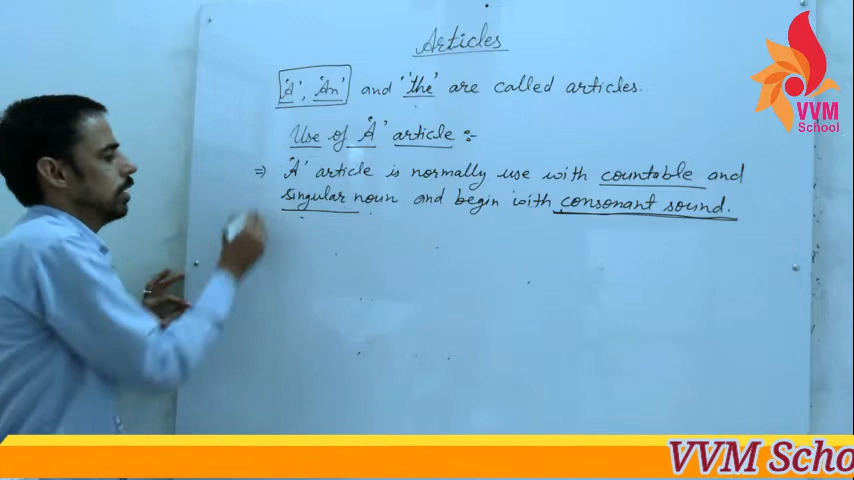 Articles
'A', 'An' and 'the' are called articles.
Use of 'A' article :-
⇒ 'A' article is normally use with countable and
singular noun and begin with consonant sound.
VVM
School
VVM Scho